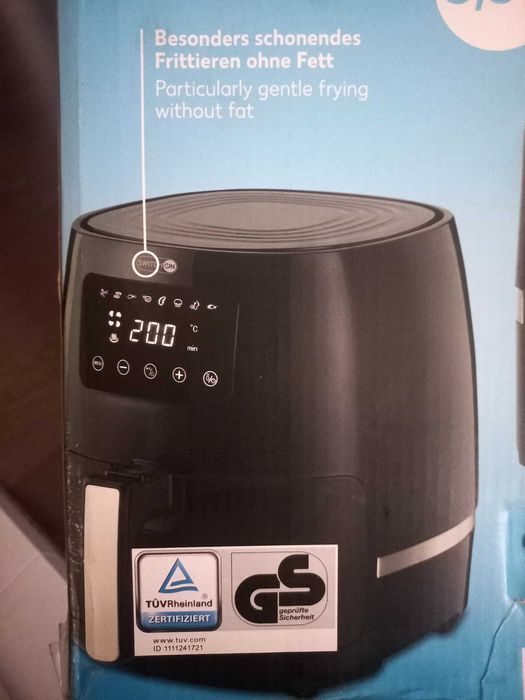 Besonders schonendes
Frittieren ohne Fett
Particularly gentle frying
without fat
ON
200
°C
min
MENU
TÜVRheinland
ZERTIFIZIERT
www.tuv.com
ID 1111241721
GS
geprüfte
Sicherheit